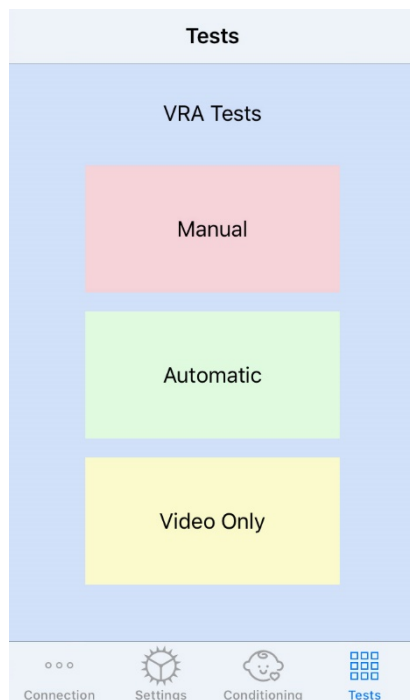 Tests
VRA Tests
Manual
Automatic
Video Only
Connection Settings Conditioning Tests